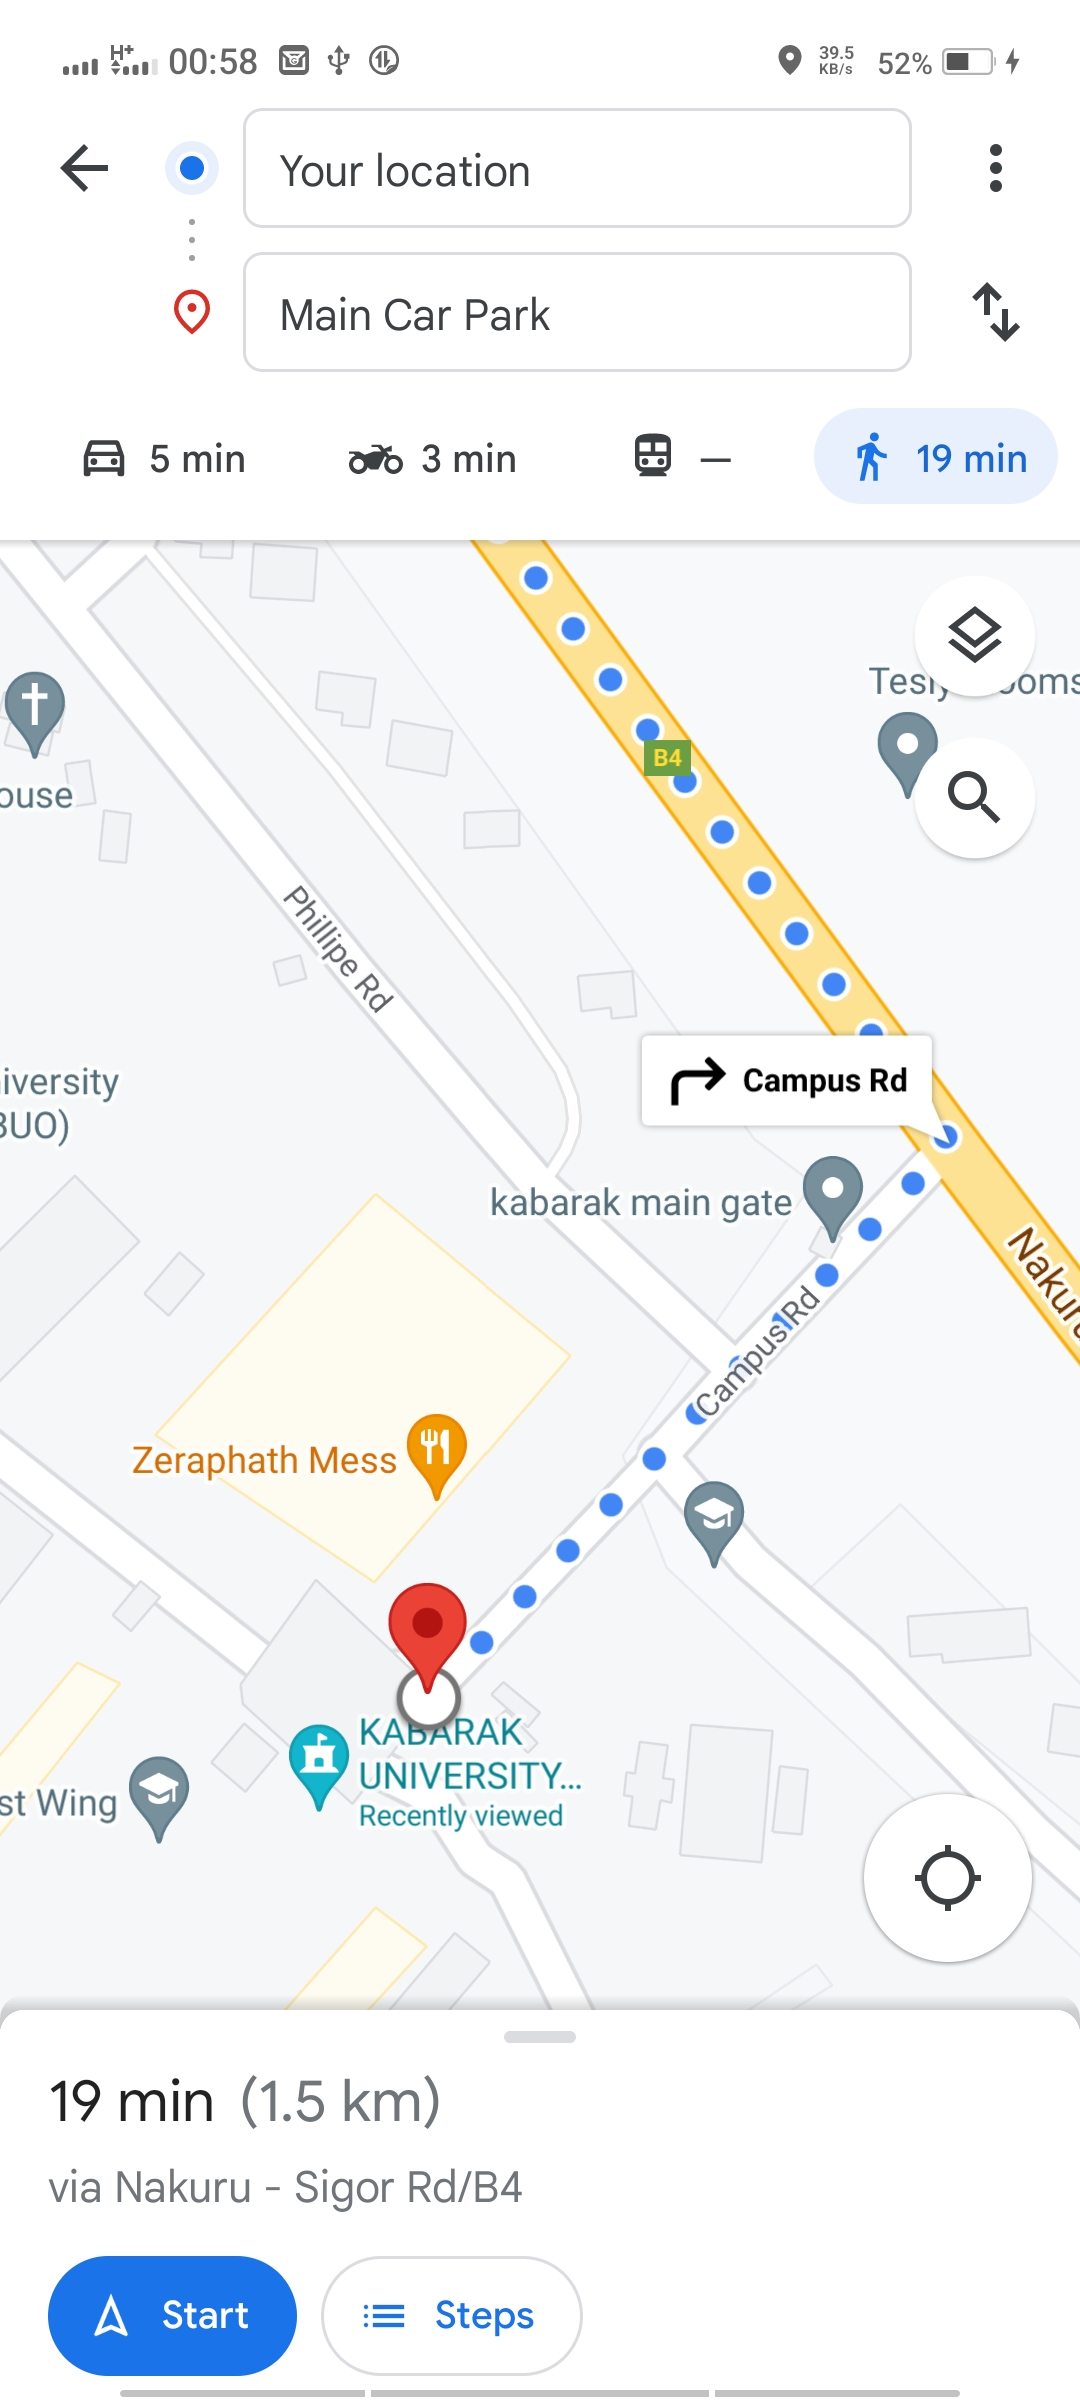 H+
00:58
39.5
KB/s
52%
Your location
Main Car Park
5 min
3 min
—
19 min
B4
ouse
Phillipe Rd
iversity
BUO)
Campus Rd
kabarak main gate
Campus Rd
Zeraphath Mess
KABARAK
UNIVERSITY...
Recently viewed
st Wing
19 min (1.5 km)
via Nakuru - Sigor Rd/B4
Start
Steps